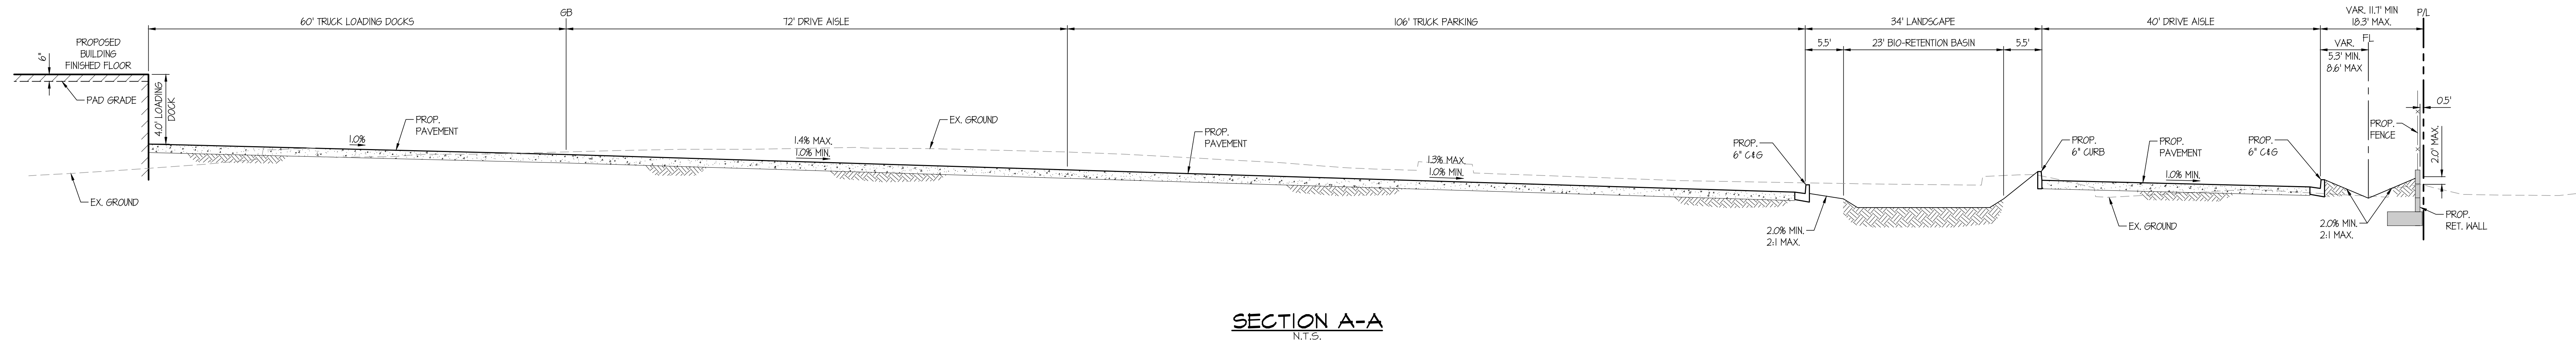 60' TRUCK LOADING DOCKS
GB
72' DRIVE AISLE
106' TRUCK PARKING
34' LANDSCAPE
40' DRIVE AISLE
VAR. 11.7' MIN
18.3' MAX.
P/L
5.5'
23' BIO-RETENTION BASIN
5.5'
VAR.
5.3' MIN.
8.6' MAX
FL
6"
PROPOSED
BUILDING
FINISHED FLOOR
PAD GRADE
4.0' LOADING
DOCK
EX. GROUND
1.0%
PROP.
PAVEMENT
1.4% MAX.
1.0% MIN.
EX. GROUND
PROP.
PAVEMENT
1.3% MAX.
1.0% MIN.
PROP.
6" C&G
2.0% MIN.
2:1 MAX.
PROP.
6" CURB
PROP.
PAVEMENT
1.0% MIN.
EX. GROUND
PROP.
6" C&G
2.0% MIN.
2:1 MAX.
PROP.
FENCE
0.5'
2.0' MAX.
PROP.
RET. WALL
SECTION A-A
N.T.S.